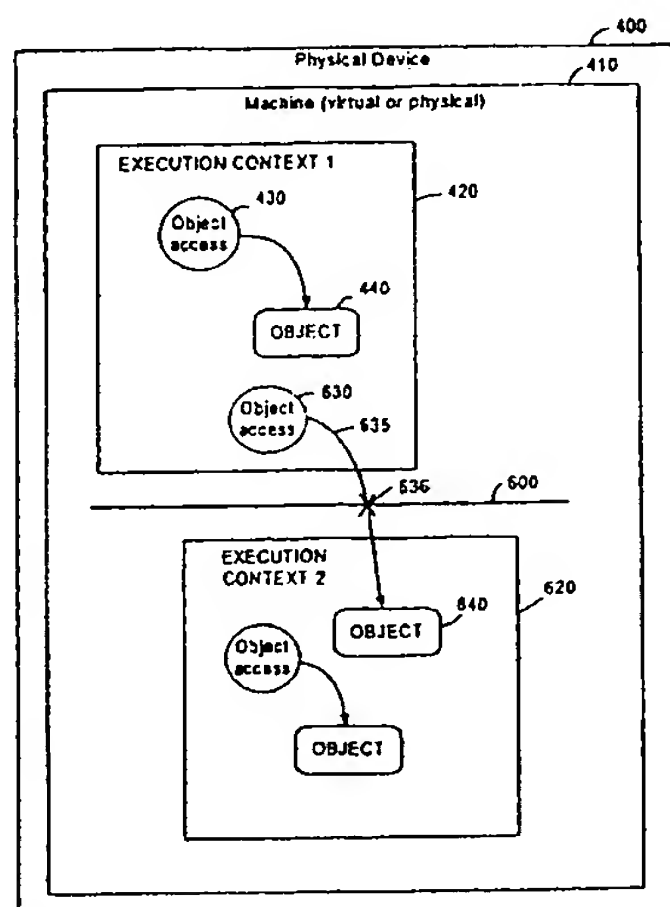 400
Physical Device
410
Machine (virtual or physical)
EXECUTION CONTEXT 1
420
430
Object
access
440
OBJECT
630
Object
access
635
636
600
EXECUTION
CONTEXT 2
620
640
OBJECT
Object
access
OBJECT